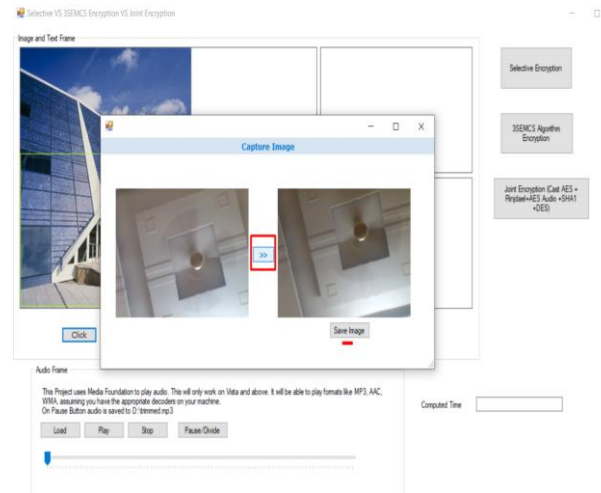 Selective VS 3SEMCS Encryption VS Joint Encryption
Image and Text Frame
Selective Encryption
3SEMCS Algorithm
Encryption
Joint Encryption (Cast AES +
Rinjdael+AES Audio +SHA1
+DES)
Capture Image
>>
Save Image
Click
Audio Frame
This Project uses Media Foundation to play audio. This will only work on Vista and above. It will be able to play formats like MP3, AAC,
WMA, assuming you have the appropriate decoders on your machine.
On Pause Button audio is saved to D:\trimmed.mp3
Load
Play
Stop
Pause/Divide
Computed Time